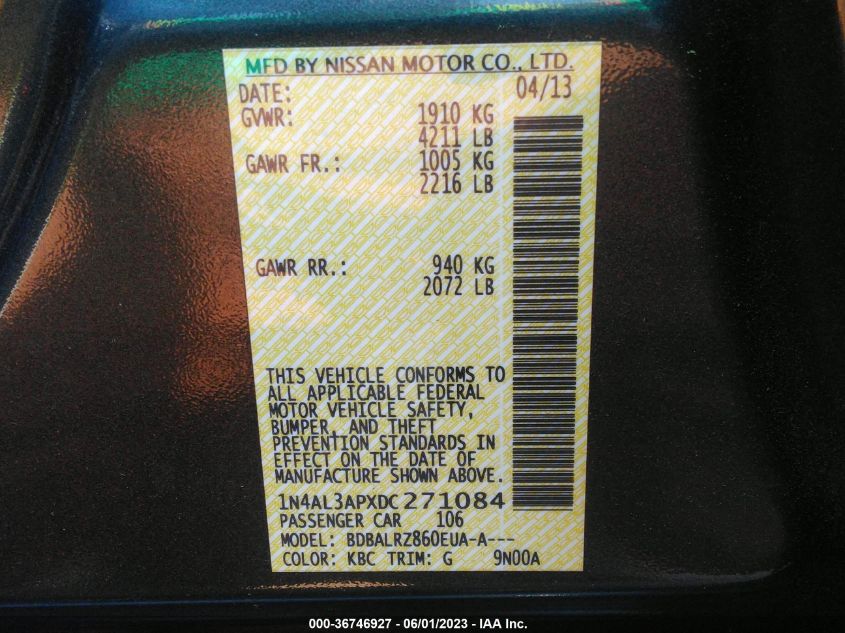 MFD BY NISSAN MOTOR CO., LTD.
DATE: 04/13
GVWR: 1910 KG
4211 LB
GAWR FR.: 1005 KG
2216 LB
GAWR RR.: 940 KG
2072 LB
THIS VEHICLE CONFORMS TO
ALL APPLICABLE FEDERAL
MOTOR VEHICLE SAFETY,
BUMPER, AND THEFT
PREVENTION STANDARDS IN
EFFECT ON THE DATE OF
MANUFACTURE SHOWN ABOVE.
1N4AL3APXDC271084
PASSENGER CAR 106
MODEL: BDBALRZ860EUA-A---
COLOR: KBC TRIM: G 9N00A
000-36746927 - 06/01/2023 - IAA Inc.